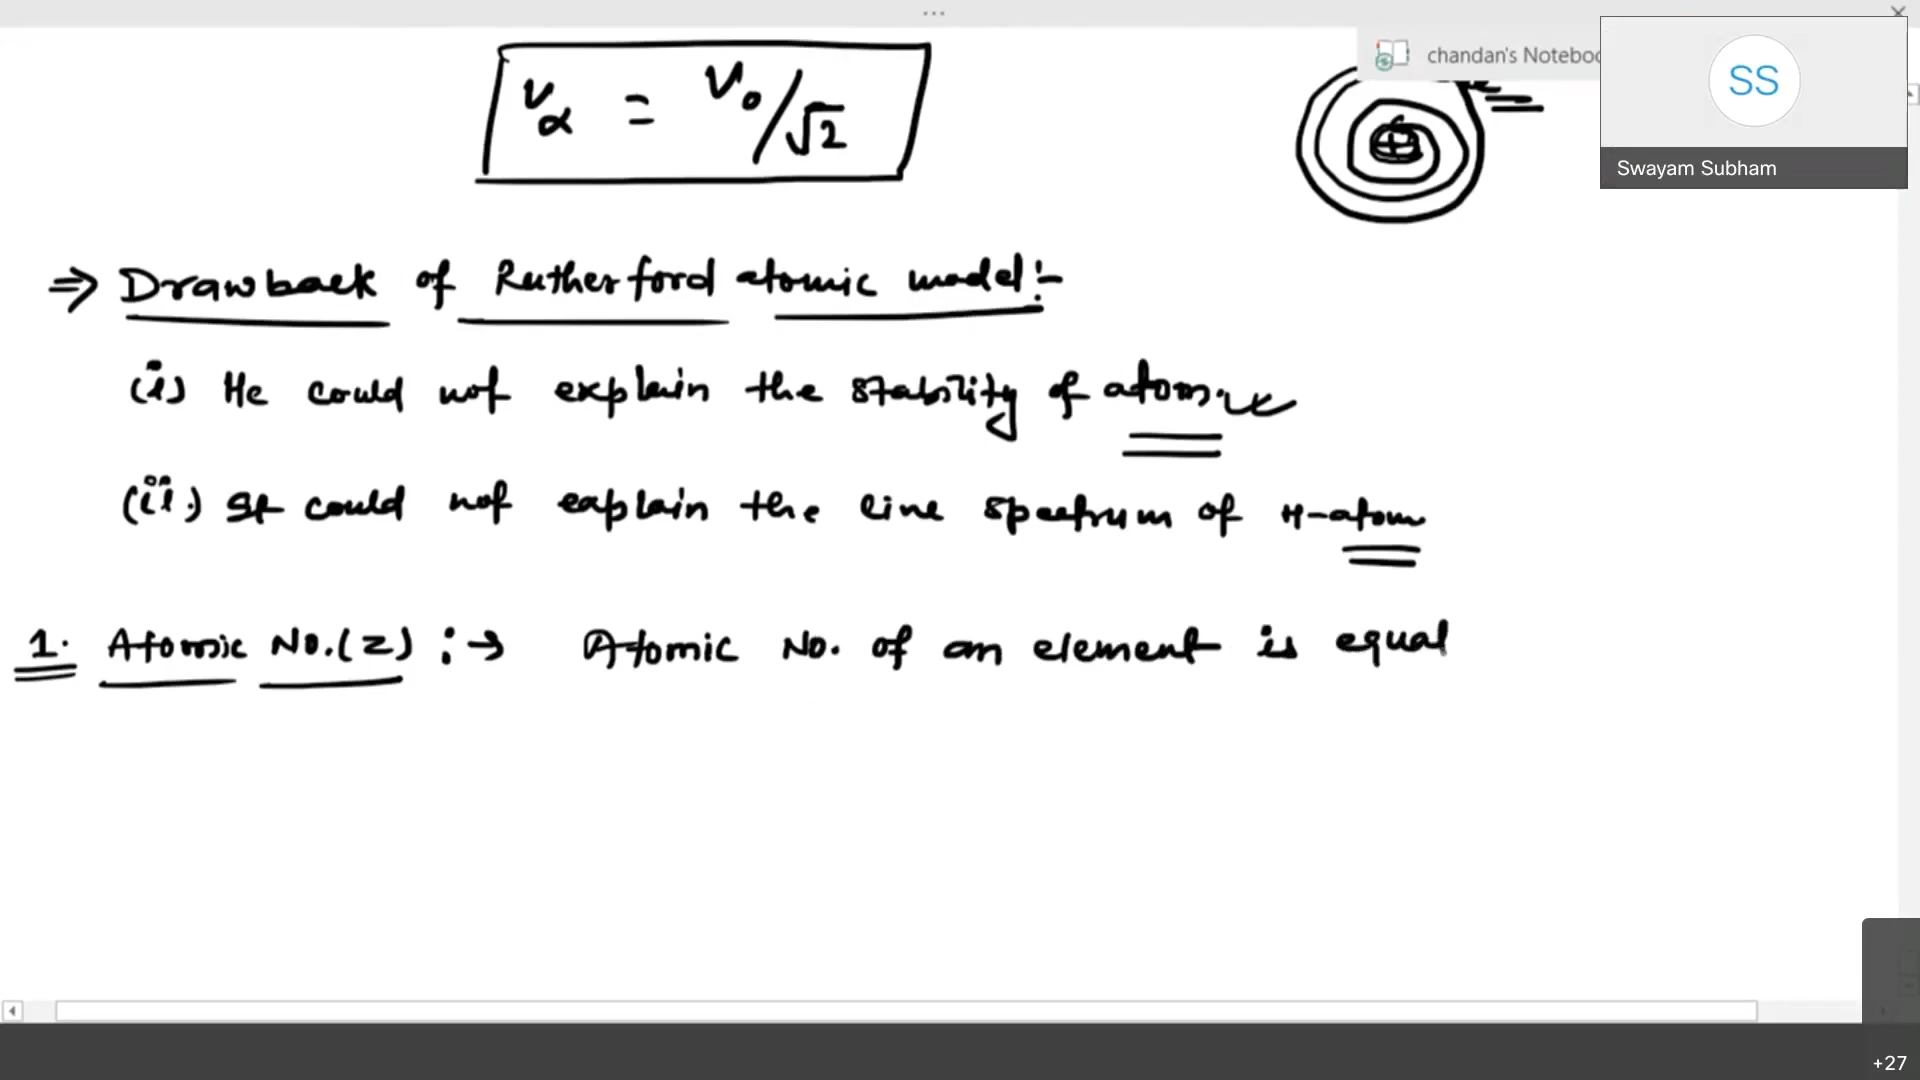 ...
chandan's Noteboo
SS
Swayam Subham
Vα = V₀/√2
⇒ Drawback of Rutherford atomic model:-
(i) He could not explain the stability of atom.
(ii.) It could not explain the line spectrum of H-atom
1. Atomic No.(Z) :→ Atomic No. of an element is equal
+27